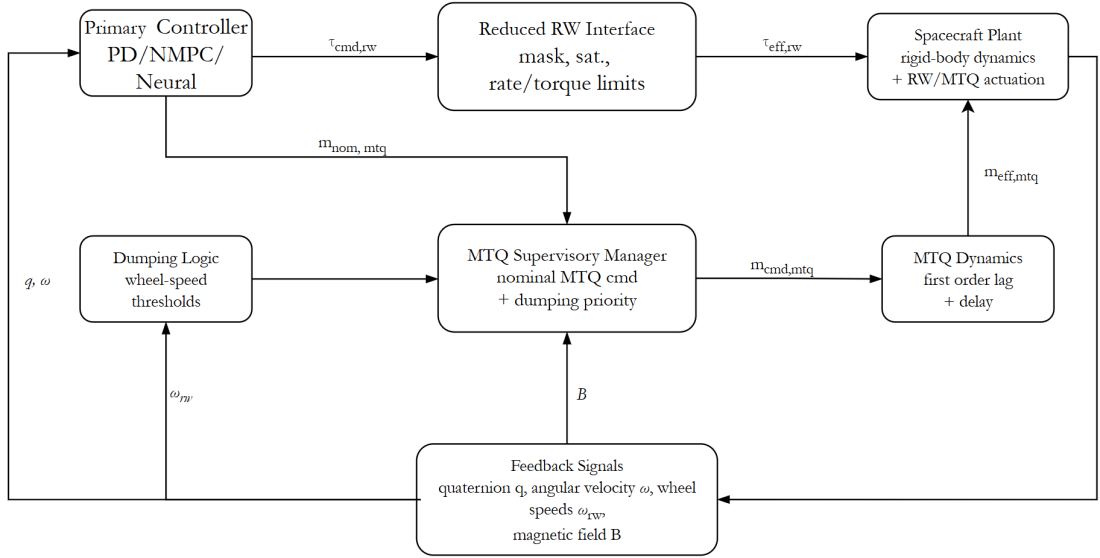 Primary Controller
PD/NMPC/
Neural
τcmd,rw
Reduced RW Interface
mask, sat.,
rate/torque limits
τeff,rw
Spacecraft Plant
rigid-body dynamics
+ RW/MTQ actuation
mnom, mtq
meff,mtq
Dumping Logic
wheel-speed
thresholds
MTQ Supervisory Manager
nominal MTQ cmd
+ dumping priority
mcmd,mtq
MTQ Dynamics
first order lag
+ delay
q, ω
ωrw
B
Feedback Signals
quaternion q, angular velocity ω, wheel
speeds ωrw,
magnetic field B